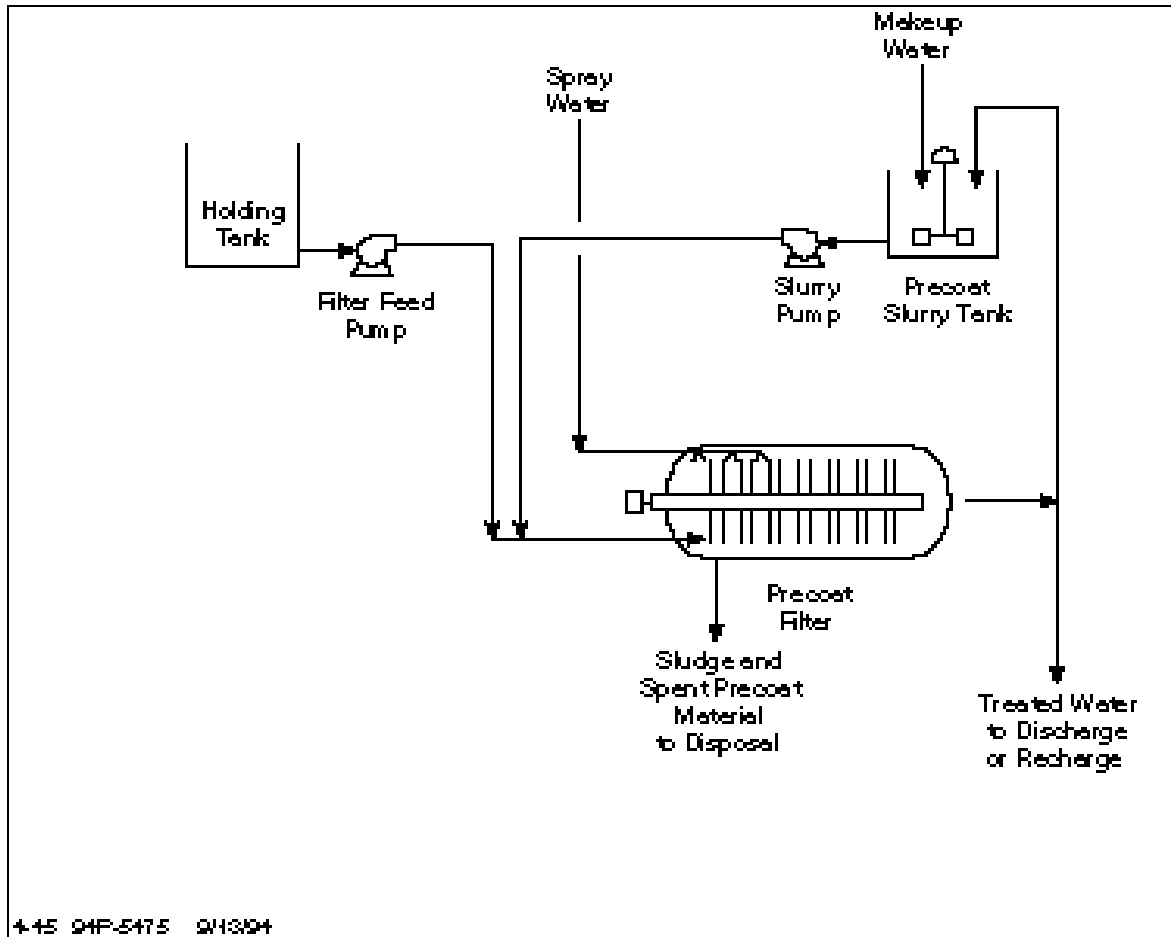 Makeup
Water
Spray
Water
Holding
Tank
Filter Feed
Pump
Slurry
Pump
Precoat
Slurry Tank
Precoat
Filter
Sludge and
Spent Precoat
Material
to Disposal
Treated Water
to Discharge
or Recharge
4-45 94P-5475 9/13/94